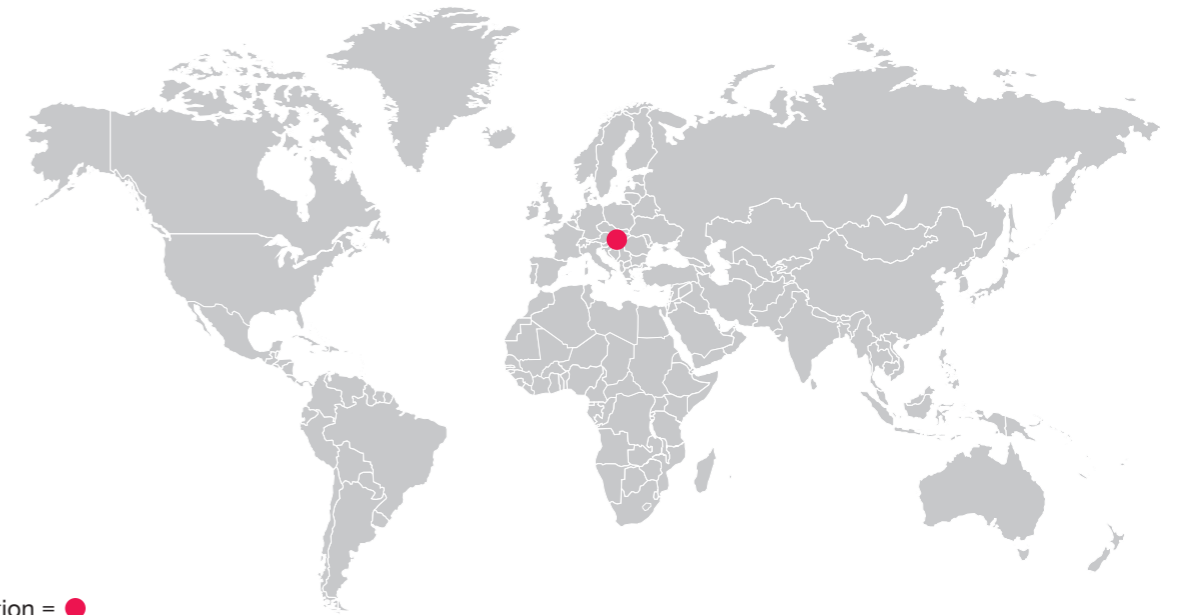 tion =